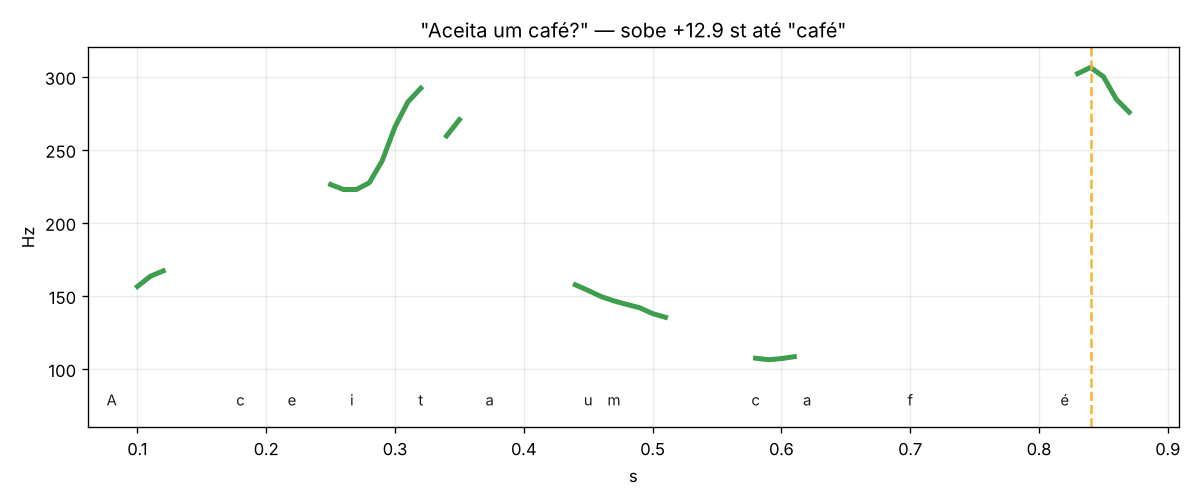 "Aceita um café?" — sobe +12.9 st até "café"
300
250
200
150
100
Hz
A c e i t a u m c a f é
0.1 0.2 0.3 0.4 0.5 0.6 0.7 0.8 0.9
s